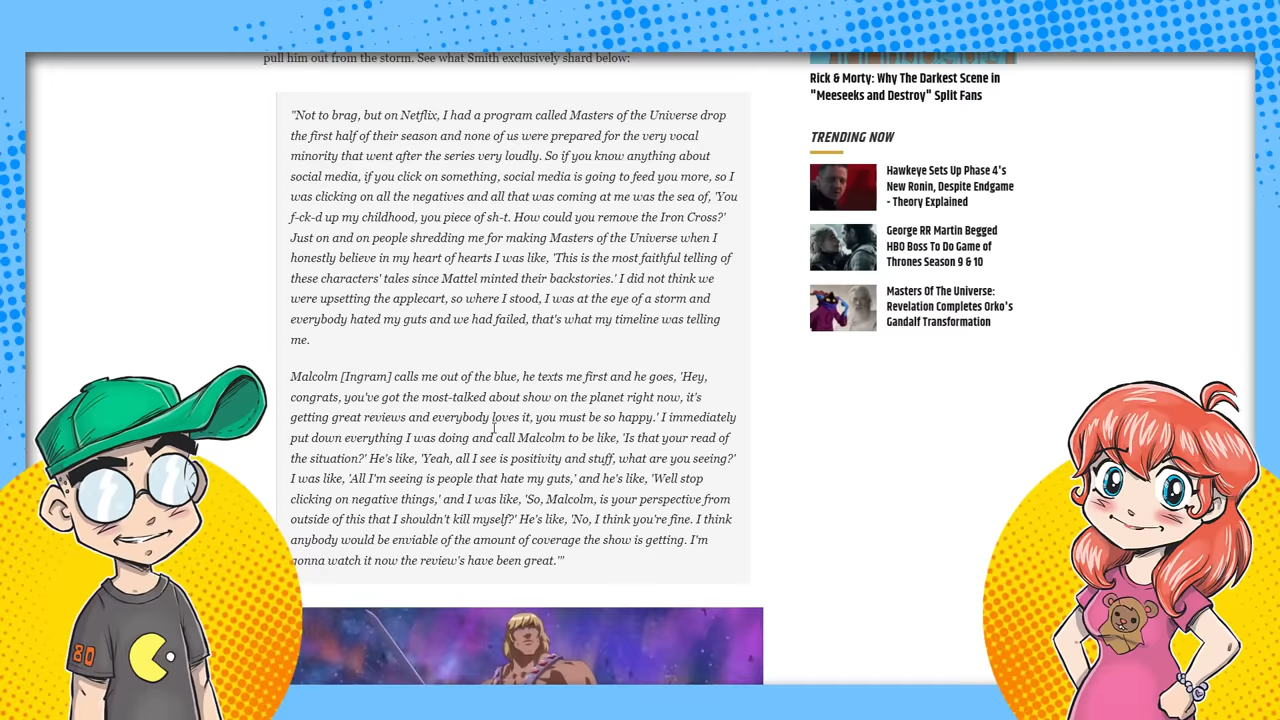 pull him out from the storm. See what Smith exclusively shard below:
"Not to brag, but on Netflix, I had a program called Masters of the Universe drop
the first half of their season and none of us were prepared for the very vocal
minority that went after the series very loudly. So if you know anything about
social media, if you click on something, social media is going to feed you more, so I
was clicking on all the negatives and all that was coming at me was the sea of, 'You
f-ck-d up my childhood, you piece of sh-t. How could you remove the Iron Cross?'
Just on and on people shredding me for making Masters of the Universe when I
honestly believe in my heart of hearts I was like, 'This is the most faithful telling of
these characters' tales since Mattel minted their backstories.' I did not think we
were upsetting the applecart, so where I stood, I was at the eye of a storm and
everybody hated my guts and we had failed, that's what my timeline was telling
me.
Malcolm [Ingram] calls me out of the blue, he texts me first and he goes, 'Hey,
congrats, you've got the most-talked about show on the planet right now, it's
getting great reviews and everybody loves it, you must be so happy.' I immediately
put down everything I was doing and call Malcolm to be like, 'Is that your read of
the situation?' He's like, 'Yeah, all I see is positivity and stuff, what are you seeing?'
I was like, 'All I'm seeing is people that hate my guts,' and he's like, 'Well stop
clicking on negative things,' and I was like, 'So, Malcolm, is your perspective from
outside of this that I shouldn't kill myself?' He's like, 'No, I think you're fine. I think
anybody would be enviable of the amount of coverage the show is getting. I'm
gonna watch it now the review's have been great.'"
Rick & Morty: Why The Darkest Scene in
"Meeseeks and Destroy" Split Fans
TRENDING NOW
Hawkeye Sets Up Phase 4's
New Ronin, Despite Endgame
- Theory Explained
George RR Martin Begged
HBO Boss To Do Game of
Thrones Season 9 & 10
Masters Of The Universe:
Revelation Completes Orko's
Gandalf Transformation
80